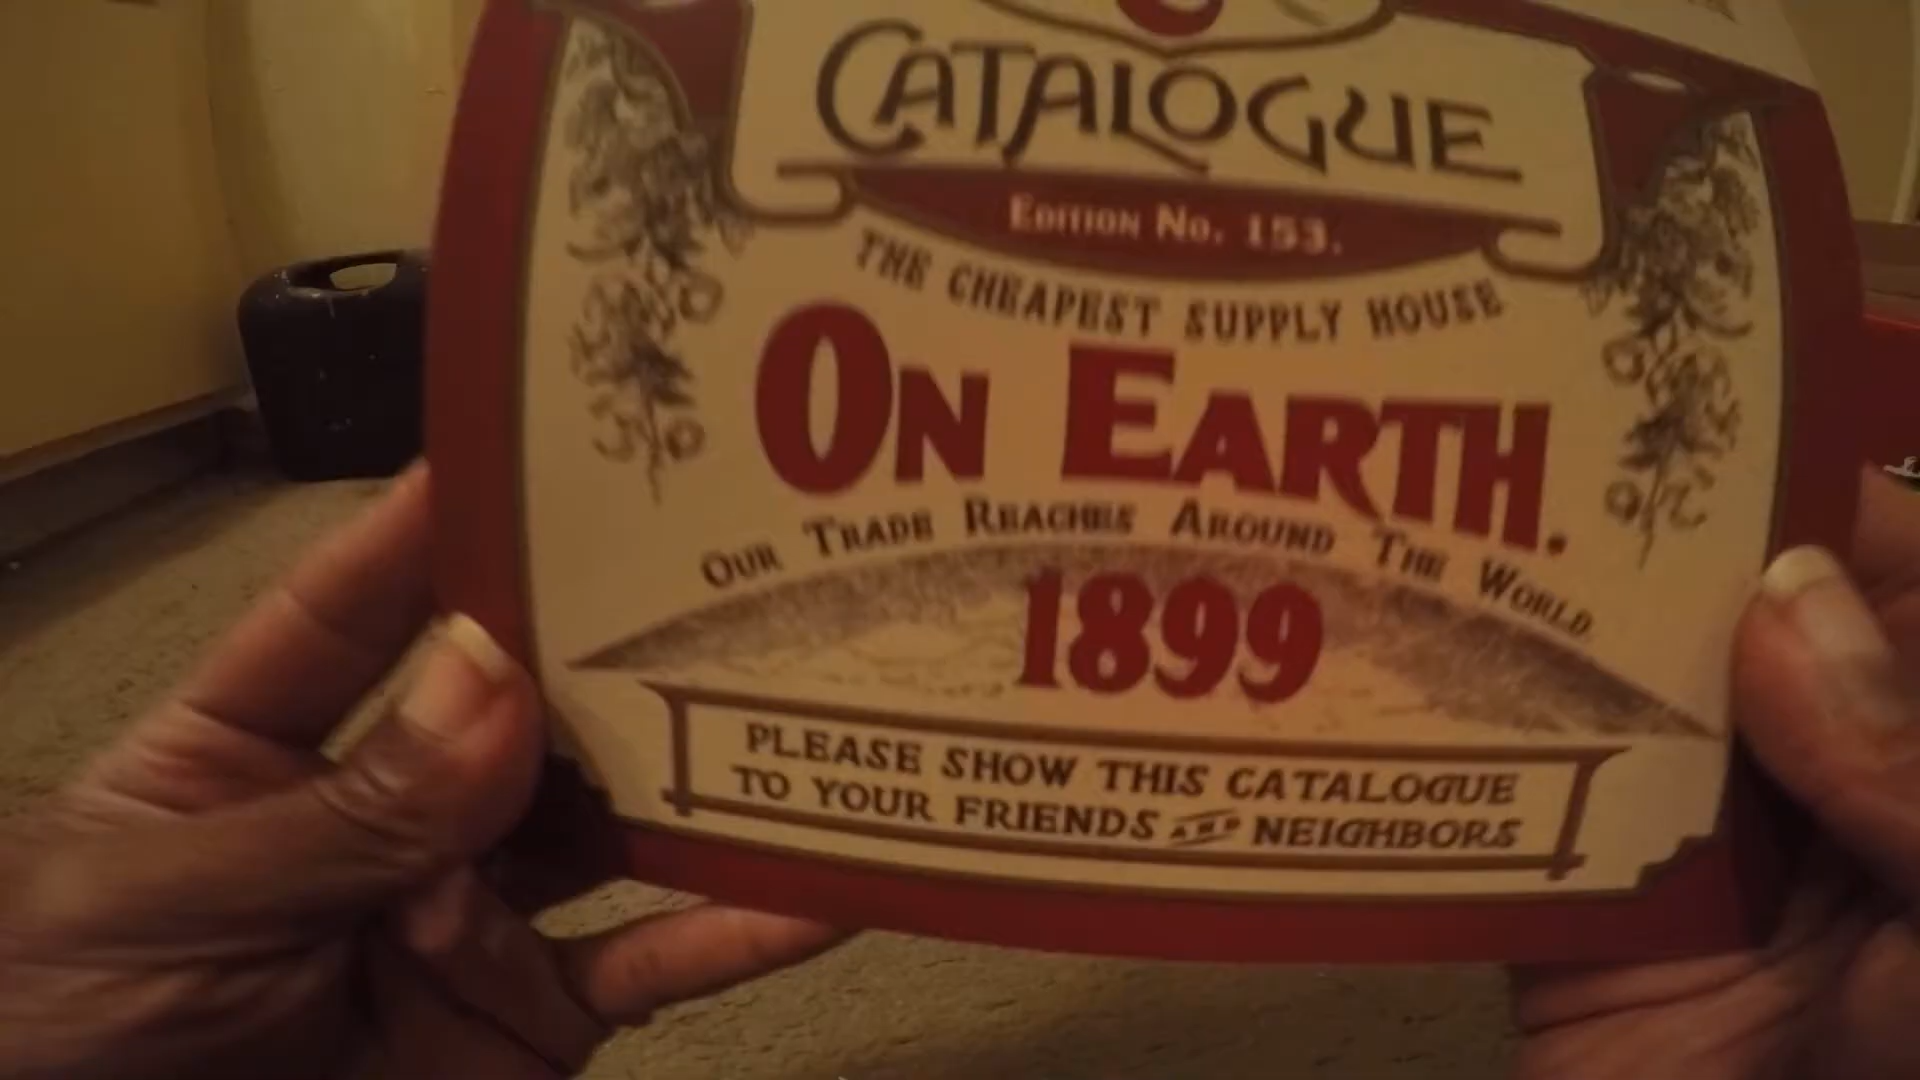 CATALOGUE
EDITION No. 153.
THE CHEAPEST SUPPLY HOUSE
ON EARTH.
OUR TRADE REACHES AROUND THE WORLD
1899
PLEASE SHOW THIS CATALOGUE
TO YOUR FRIENDS AND NEIGHBORS